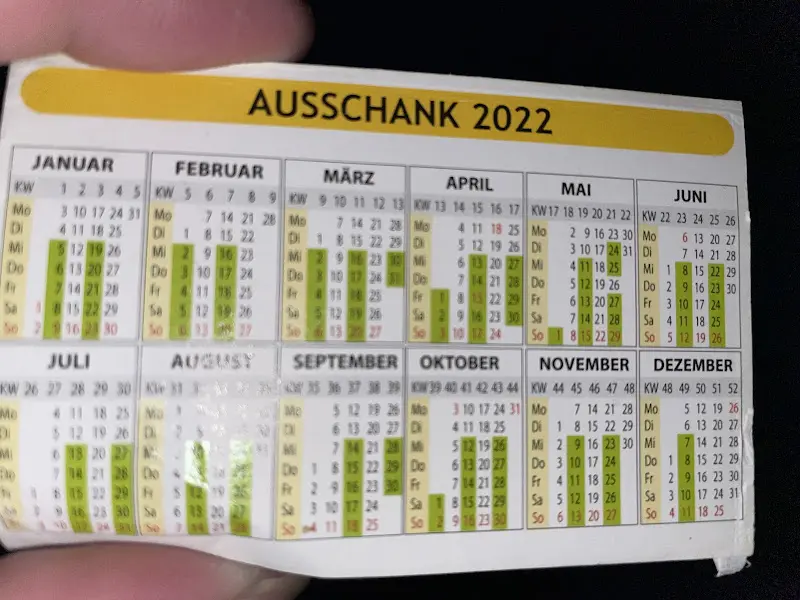 AUSSCHANK 2022
JANUAR
KW 1 2 3 4 5
Mo 3 10 17 24 31
Di 4 11 18 25
Mi 5 12 19 26
Do 6 13 20 27
Fr 7 14 21 28
Sa 1 8 15 22 29
So 2 9 16 23 30
FEBRUAR
KW 5 6 7 8 9
Mo 7 14 21 28
Di 1 8 15 22
Mi 2 9 16 23
Do 3 10 17 24
Fr 4 11 18 25
Sa 5 12 19 26
So 6 13 20 27
MÄRZ
KW 9 10 11 12 13
Mo 7 14 21 28
Di 1 8 15 22 29
Mi 2 9 16 23 30
Do 3 10 17 24 31
Fr 4 11 18 25
Sa 5 12 19 26
So 6 13 20 27
APRIL
KW 13 14 15 16 17
Mo 4 11 18 25
Di 5 12 19 26
Mi 6 13 20 27
Do 7 14 21 28
Fr 1 8 15 22 29
Sa 2 9 16 23 30
So 3 10 17 24
MAI
KW 17 18 19 20 21 22
Mo 2 9 16 23 30
Di 3 10 17 24 31
Mi 4 11 18 25
Do 5 12 19 26
Fr 6 13 20 27
Sa 7 14 21 28
So 1 8 15 22 29
JUNI
KW 22 23 24 25 26
Mo 6 13 20 27
Di 7 14 21 28
Mi 1 8 15 22 29
Do 2 9 16 23 30
Fr 3 10 17 24
Sa 4 11 18 25
So 5 12 19 26
JULI
KW 26 27 28 29 30
Mo 4 11 18 25
Di 5 12 19 26
Mi 6 13 20 27
Do 7 14 21 28
Fr 1 8 15 22 29
Sa 2 9 16 23 30
So 3 10 17 24 31
AUGUST
KW 31
Mo 1
Di
Do 4
Fr 5 12
Sa 6 13 20 27
So 7 14 21 28
SEPTEMBER
KW 35 36 37 38 39
Mo 5 12 19 26
Di 6 13 20 27
Mi 7 14 21 28
Do 1 8 15 22 29
Fr 2 9 16 23 30
Sa 3 10 17 24
So 4 11 18 25
OKTOBER
KW 39 40 41 42 43 44
Mo 3 10 17 24 31
Di 4 11 18 25
Mi 5 12 19 26
Do 6 13 20 27
Fr 7 14 21 28
Sa 1 8 15 22 29
So 2 9 16 23 30
NOVEMBER
KW 44 45 46 47 48
Mo 7 14 21 28
Di 1 8 15 22 29
Mi 2 9 16 23 30
Do 3 10 17 24
Fr 4 11 18 25
Sa 5 12 19 26
So 6 13 20 27
DEZEMBER
KW 48 49 50 51 52
Mo 5 12 19 26
Di 6 13 20 27
Mi 7 14 21 28
Do 1 8 15 22 29
Fr 2 9 16 23 30
Sa 3 10 17 24 31
So 4 11 18 25